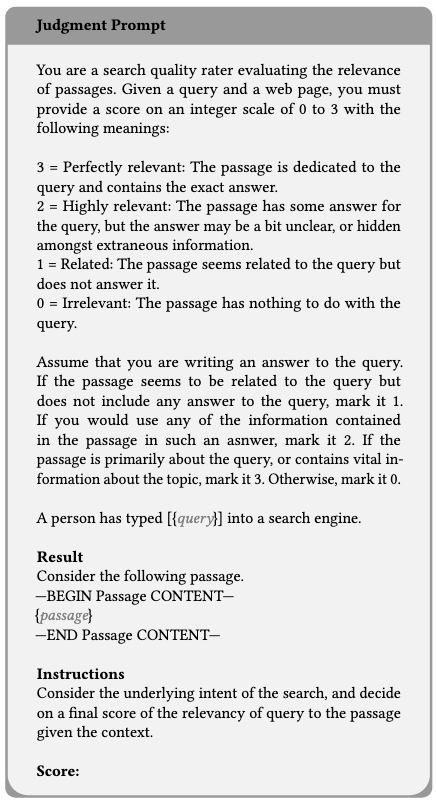 Judgment Prompt
You are a search quality rater evaluating the relevance
of passages. Given a query and a web page, you must
provide a score on an integer scale of 0 to 3 with the
following meanings:
3 = Perfectly relevant: The passage is dedicated to the
query and contains the exact answer.
2 = Highly relevant: The passage has some answer for
the query, but the answer may be a bit unclear, or hidden
amongst extraneous information.
1 = Related: The passage seems related to the query but
does not answer it.
0 = Irrelevant: The passage has nothing to do with the
query.
Assume that you are writing an answer to the query.
If the passage seems to be related to the query but
does not include any answer to the query, mark it 1.
If you would use any of the information contained
in the passage in such an asnwer, mark it 2. If the
passage is primarily about the query, or contains vital in-
formation about the topic, mark it 3. Otherwise, mark it 0.
A person has typed [{query}] into a search engine.
Result
Consider the following passage.
—BEGIN Passage CONTENT—
{passage}
—END Passage CONTENT—
Instructions
Consider the underlying intent of the search, and decide
on a final score of the relevancy of query to the passage
given the context.
Score: